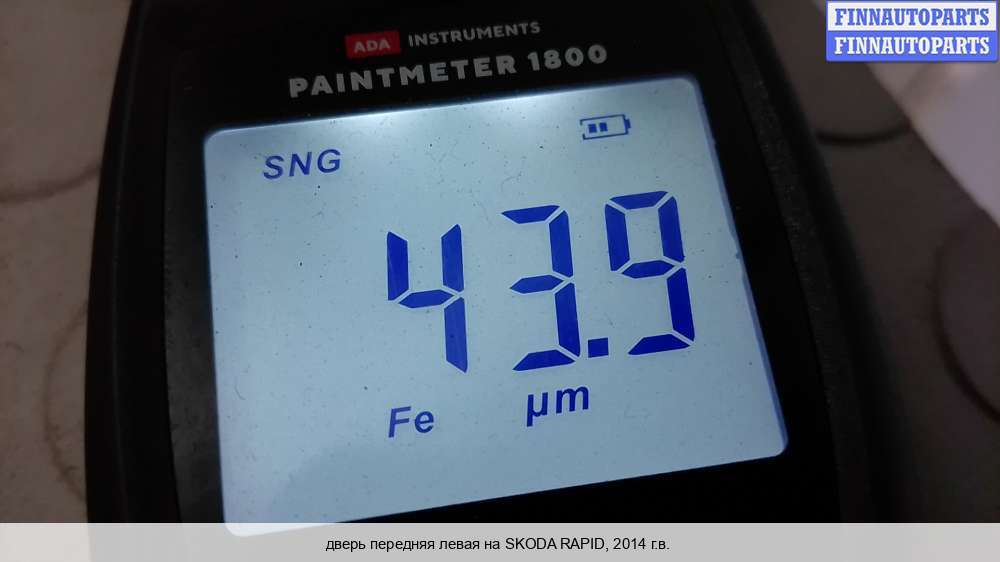 FINNAUTOPARTS
FINNAUTOPARTS
ADA INSTRUMENTS
PAINTMETER 1800
SNG
43.9
Fe µm
дверь передняя левая на SKODA RAPID, 2014 г.в.